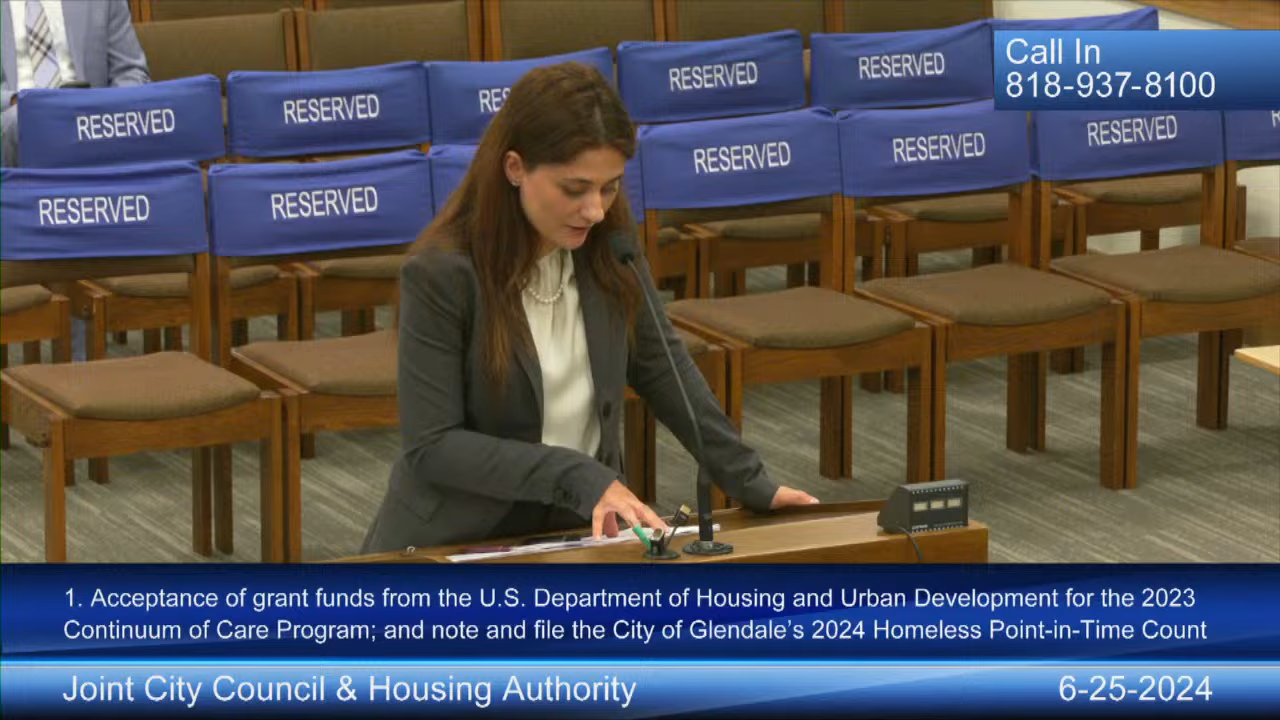 Call In
818-937-8100
RESERVED
RESERVED
RESERVED
RESERVED
RESERVED
RESERVED
RESERVED
RESERVED
RESERVED
1. Acceptance of grant funds from the U.S. Department of Housing and Urban Development for the 2023
Continuum of Care Program; and note and file the City of Glendale's 2024 Homeless Point-in-Time Count
Joint City Council & Housing Authority
6-25-2024